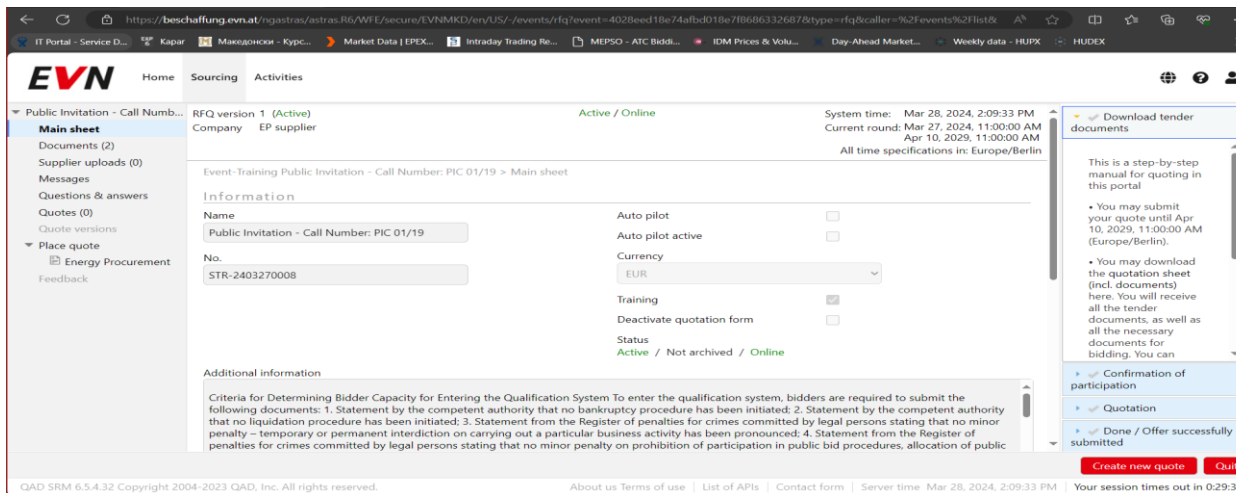 https://beschaffung.evn.at/ngastras/astras.R6/WFE/secure/EVNMKD/en/US/-/events/rfq?event=4028eed18e74afbd018e7f8686332687&type=rfq&caller=%2Fevents%2Flist&
IT Portal - Service D... Kapar Македонски - Курс... Market Data | EPEX... Intraday Trading Re... MEPSO - ATC Biddi... IDM Prices & Volu... Day-Ahead Market... Weekly data - HUPX HUDEX
EVN Home Sourcing Activities
Public Invitation - Call Numb...
Main sheet
Documents (2)
Supplier uploads (0)
Messages
Questions & answers
Quotes (0)
Quote versions
Place quote
Energy Procurement
Feedback
RFQ version 1 (Active)
Company EP supplier
Active / Online
System time: Mar 28, 2024, 2:09:33 PM
Current round: Mar 27, 2024, 11:00:00 AM
Apr 10, 2029, 11:00:00 AM
All time specifications in: Europe/Berlin
Event-Training Public Invitation - Call Number: PIC 01/19 > Main sheet
Information
Name
Public Invitation - Call Number: PIC 01/19
No.
STR-2403270008
Auto pilot
Auto pilot active
Currency
EUR
Training
Deactivate quotation form
Status
Active / Not archived / Online
Additional information
Criteria for Determining Bidder Capacity for Entering the Qualification System To enter the qualification system, bidders are required to submit the
following documents: 1. Statement by the competent authority that no bankruptcy procedure has been initiated; 2. Statement by the competent authority
that no liquidation procedure has been initiated; 3. Statement from the Register of penalties for crimes committed by legal persons stating that no minor
penalty – temporary or permanent interdiction on carrying out a particular business activity has been pronounced; 4. Statement from the Register of
penalties for crimes committed by legal persons stating that no minor penalty on prohibition of participation in public bid procedures, allocation of public
Download tender
documents
This is a step-by-step
manual for quoting in
this portal
• You may submit
your quote until Apr
10, 2029, 11:00:00 AM
(Europe/Berlin).
• You may download
the quotation sheet
(incl. documents)
here. You will receive
all the tender
documents, as well as
all the necessary
documents for
bidding. You can
Confirmation of
participation
Quotation
Done / Offer successfully
submitted
Create new quote Quit
QAD SRM 6.5.4.32 Copyright 2004-2023 QAD, Inc. All rights reserved.
About us Terms of use | List of APIs | Contact form | Server time Mar 28, 2024, 2:09:33 PM | Your session times out in 0:29:3